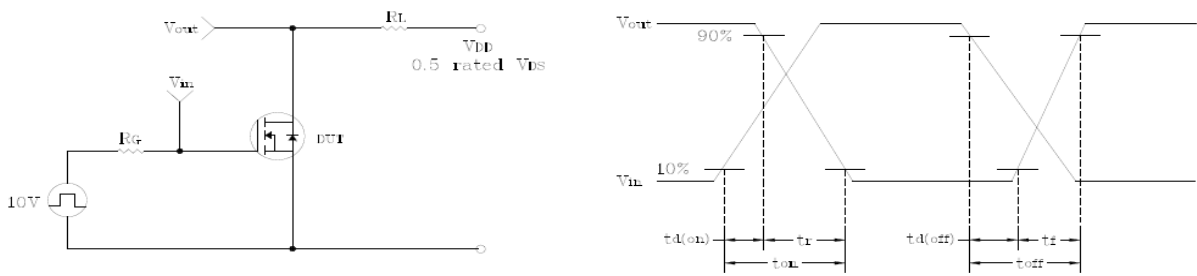 RL
Vout
VDD
0.5 rated VDS
Vin
RG
DUT
10V
Vout
90%
Vin
10%
td(on)
tr
td(off)
tf
ton
toff